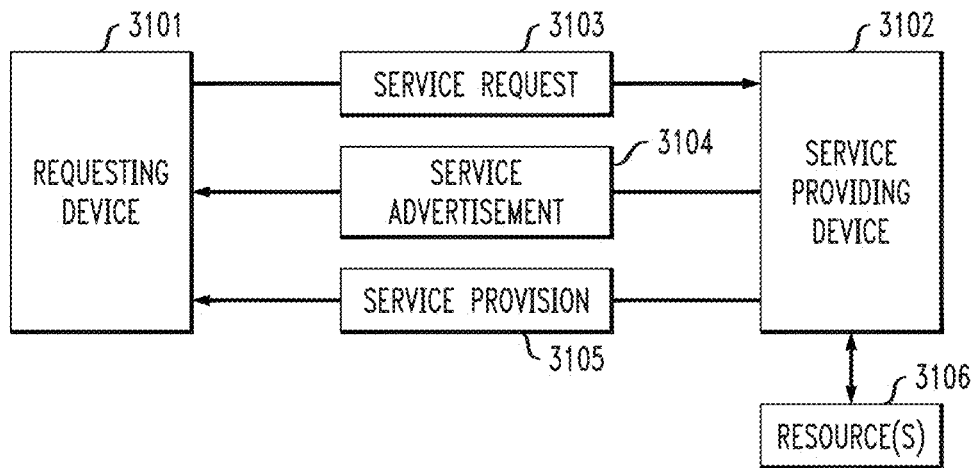 3101
3103
3102
SERVICE REQUEST
3104
REQUESTING
DEVICE
SERVICE
ADVERTISEMENT
SERVICE
PROVIDING
DEVICE
SERVICE PROVISION
3105
3106
RESOURCE(S)